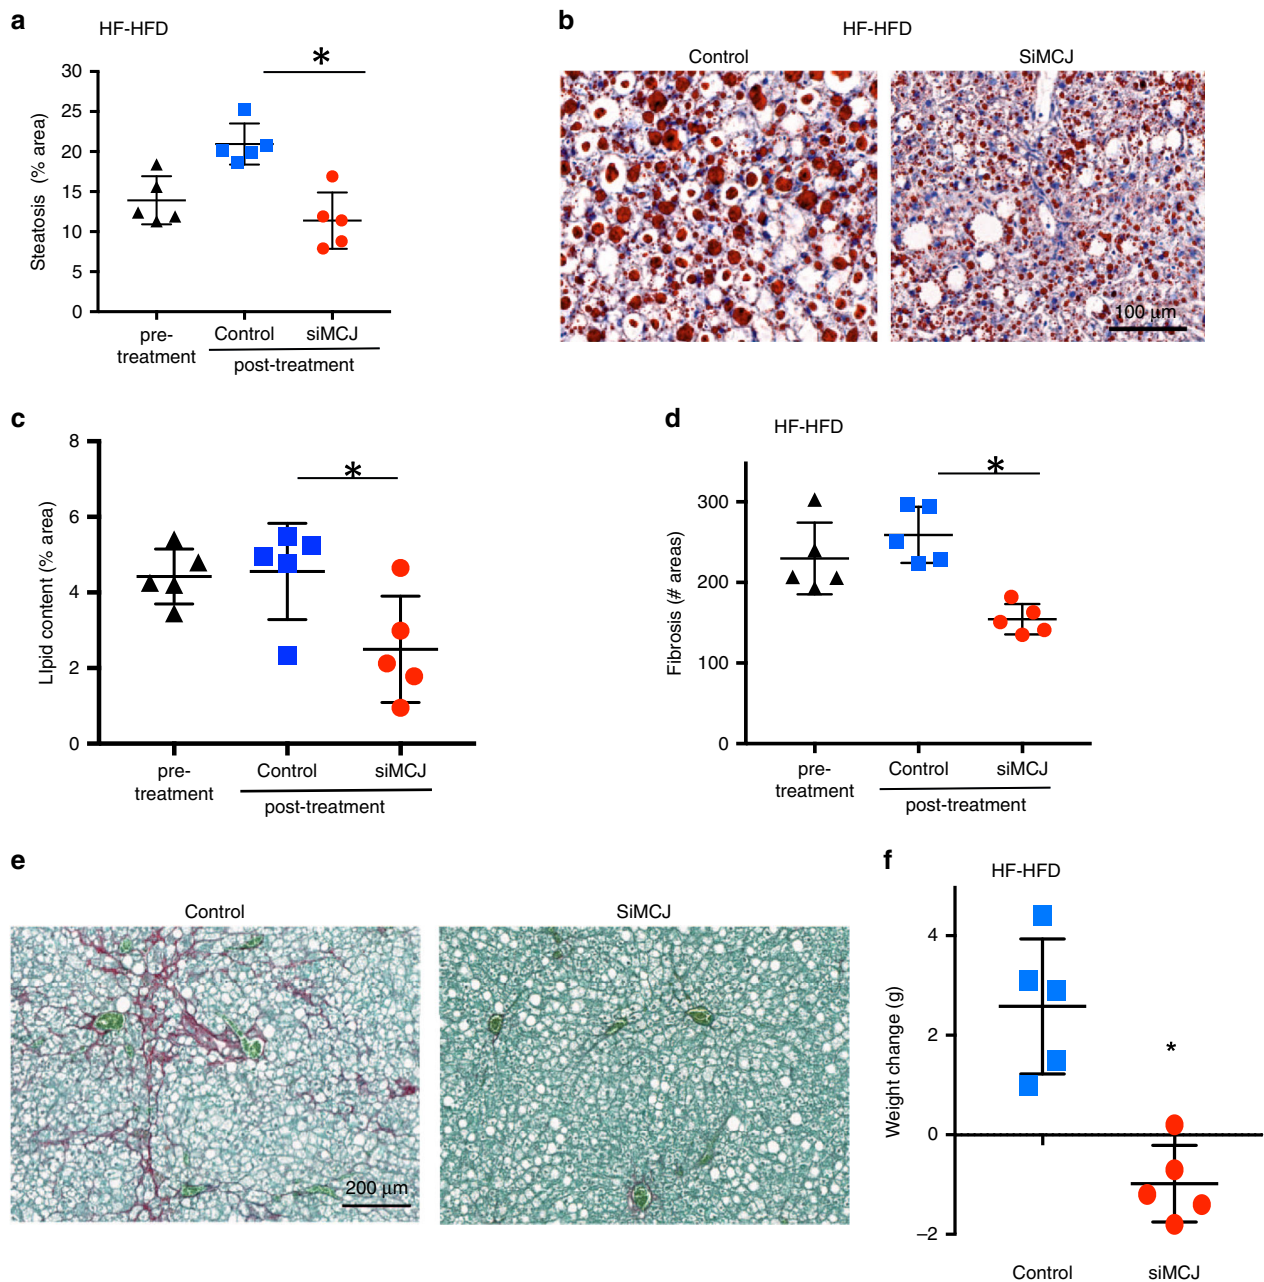 a
HF-HFD
*
30
25
20
15
10
5
0
Steatosis (% area)
pre-
treatment
Control
siMCJ
post-treatment
b
HF-HFD
Control
SiMCJ
100 µm
c
*
8
6
4
2
0
LIpid content (% area)
pre-
treatment
Control
siMCJ
post-treatment
d
HF-HFD
*
300
200
100
0
Fibrosis (# areas)
pre-
treatment
Control
siMCJ
post-treatment
e
Control
SiMCJ
200 µm
f
HF-HFD
4
2
0
–2
Weight change (g)
*
Control
siMCJ